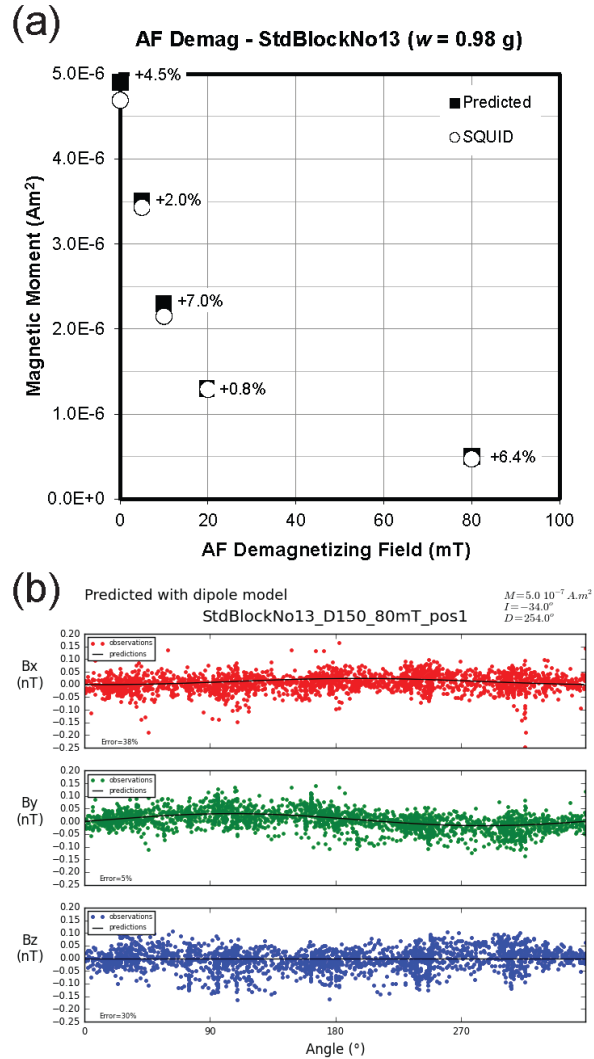 (a)
AF Demag - StdBlockNo13 (w = 0.98 g)
5.0E-6
4.0E-6
3.0E-6
2.0E-6
1.0E-6
0.0E+0
Magnetic Moment (Am²)
+4.5%
+2.0%
+7.0%
+0.8%
+6.4%
Predicted
SQUID
0 20 40 60 80 100
AF Demagnetizing Field (mT)
(b)
Predicted with dipole model
M=5.0 10⁻⁷ A.m²
I=−34.0°
D=254.0°
StdBlockNo13_D150_80mT_pos1
Bx
(nT)
0.20
0.15
0.10
0.05
0.00
−0.05
−0.10
−0.15
−0.20
−0.25
observations
predictions
Error=38%
By
(nT)
0.20
0.15
0.10
0.05
0.00
−0.05
−0.10
−0.15
−0.20
−0.25
observations
predictions
Error=5%
Bz
(nT)
0.20
0.15
0.10
0.05
0.00
−0.05
−0.10
−0.15
−0.20
−0.25
observations
predictions
Error=30%
0 90 180 270
Angle (°)